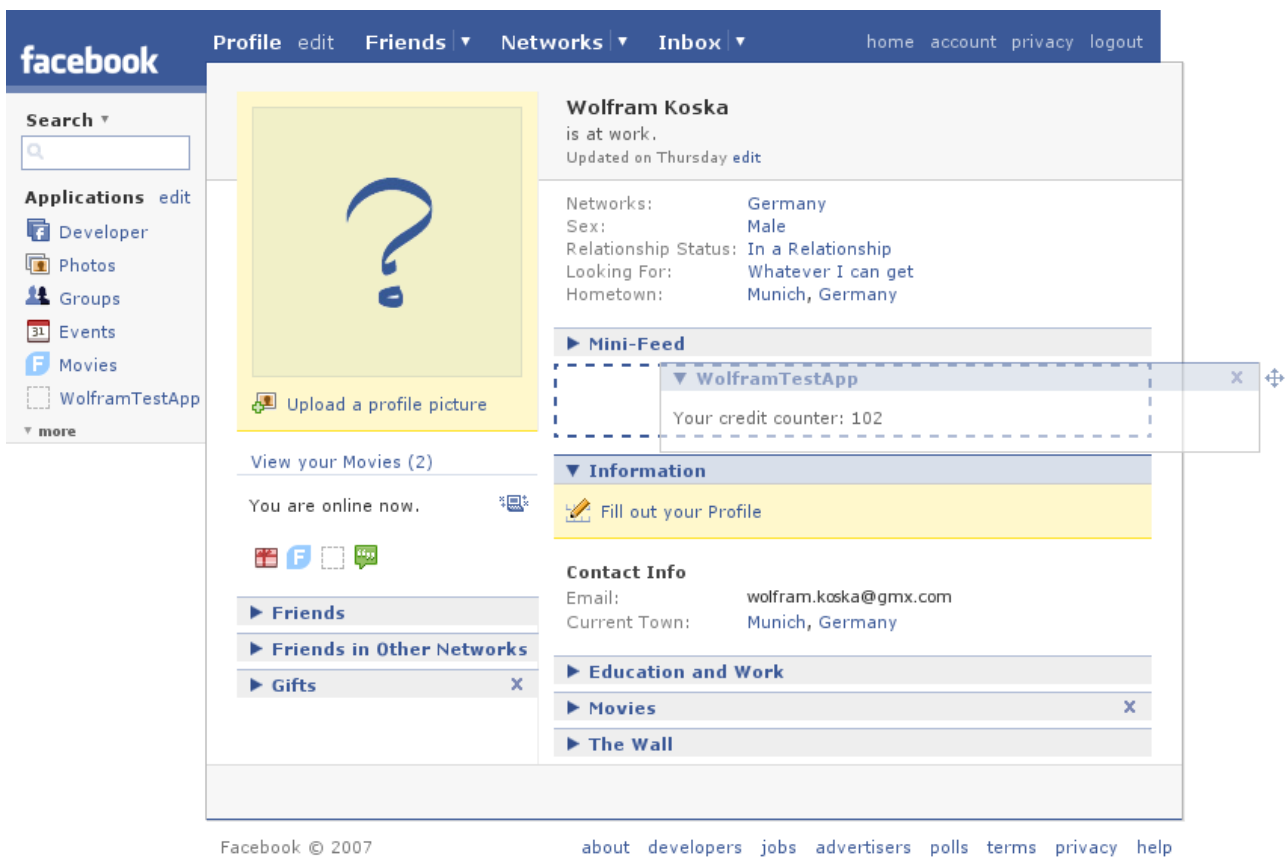 facebook
Profile edit Friends Networks Inbox home account privacy logout
Search
Applications edit
Developer
Photos
Groups
31 Events
Movies
WolframTestApp
more
Upload a profile picture
View your Movies (2)
You are online now.
Friends
Friends in Other Networks
Gifts x
Wolfram Koska
is at work.
Updated on Thursday edit
Networks: Germany
Sex: Male
Relationship Status: In a Relationship
Looking For: Whatever I can get
Hometown: Munich, Germany
Mini-Feed
WolframTestApp x
Your credit counter: 102
Information
Fill out your Profile
Contact Info
Email: wolfram.koska@gmx.com
Current Town: Munich, Germany
Education and Work
Movies x
The Wall
Facebook © 2007 about developers jobs advertisers polls terms privacy help